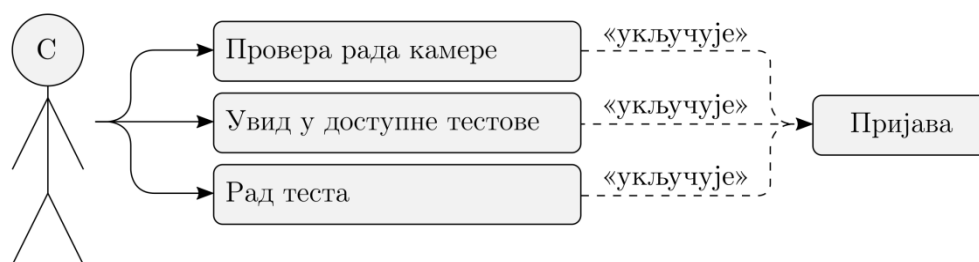 С
Провера рада камере
«укључује»
Увид у доступне тестове
«укључује»
Пријава
Рад теста
«укључује»